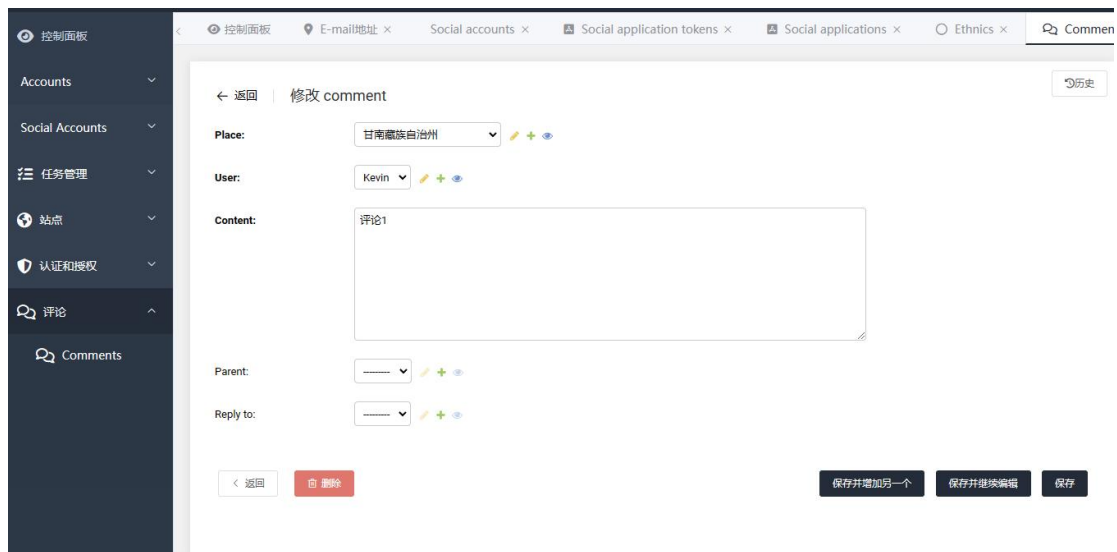 控制面板
Accounts
Social Accounts
任务管理
站点
认证和授权
评论
Comments
控制面板
E-mail地址 ×
Social accounts ×
Social application tokens ×
Social applications ×
Ethnics ×
Commen
返回
修改 comment
历史
Place:
甘南藏族自治州
User:
Kevin
Content:
评论1
Parent:
---------
Reply to:
---------
返回
删除
保存并增加另一个
保存并继续编辑
保存